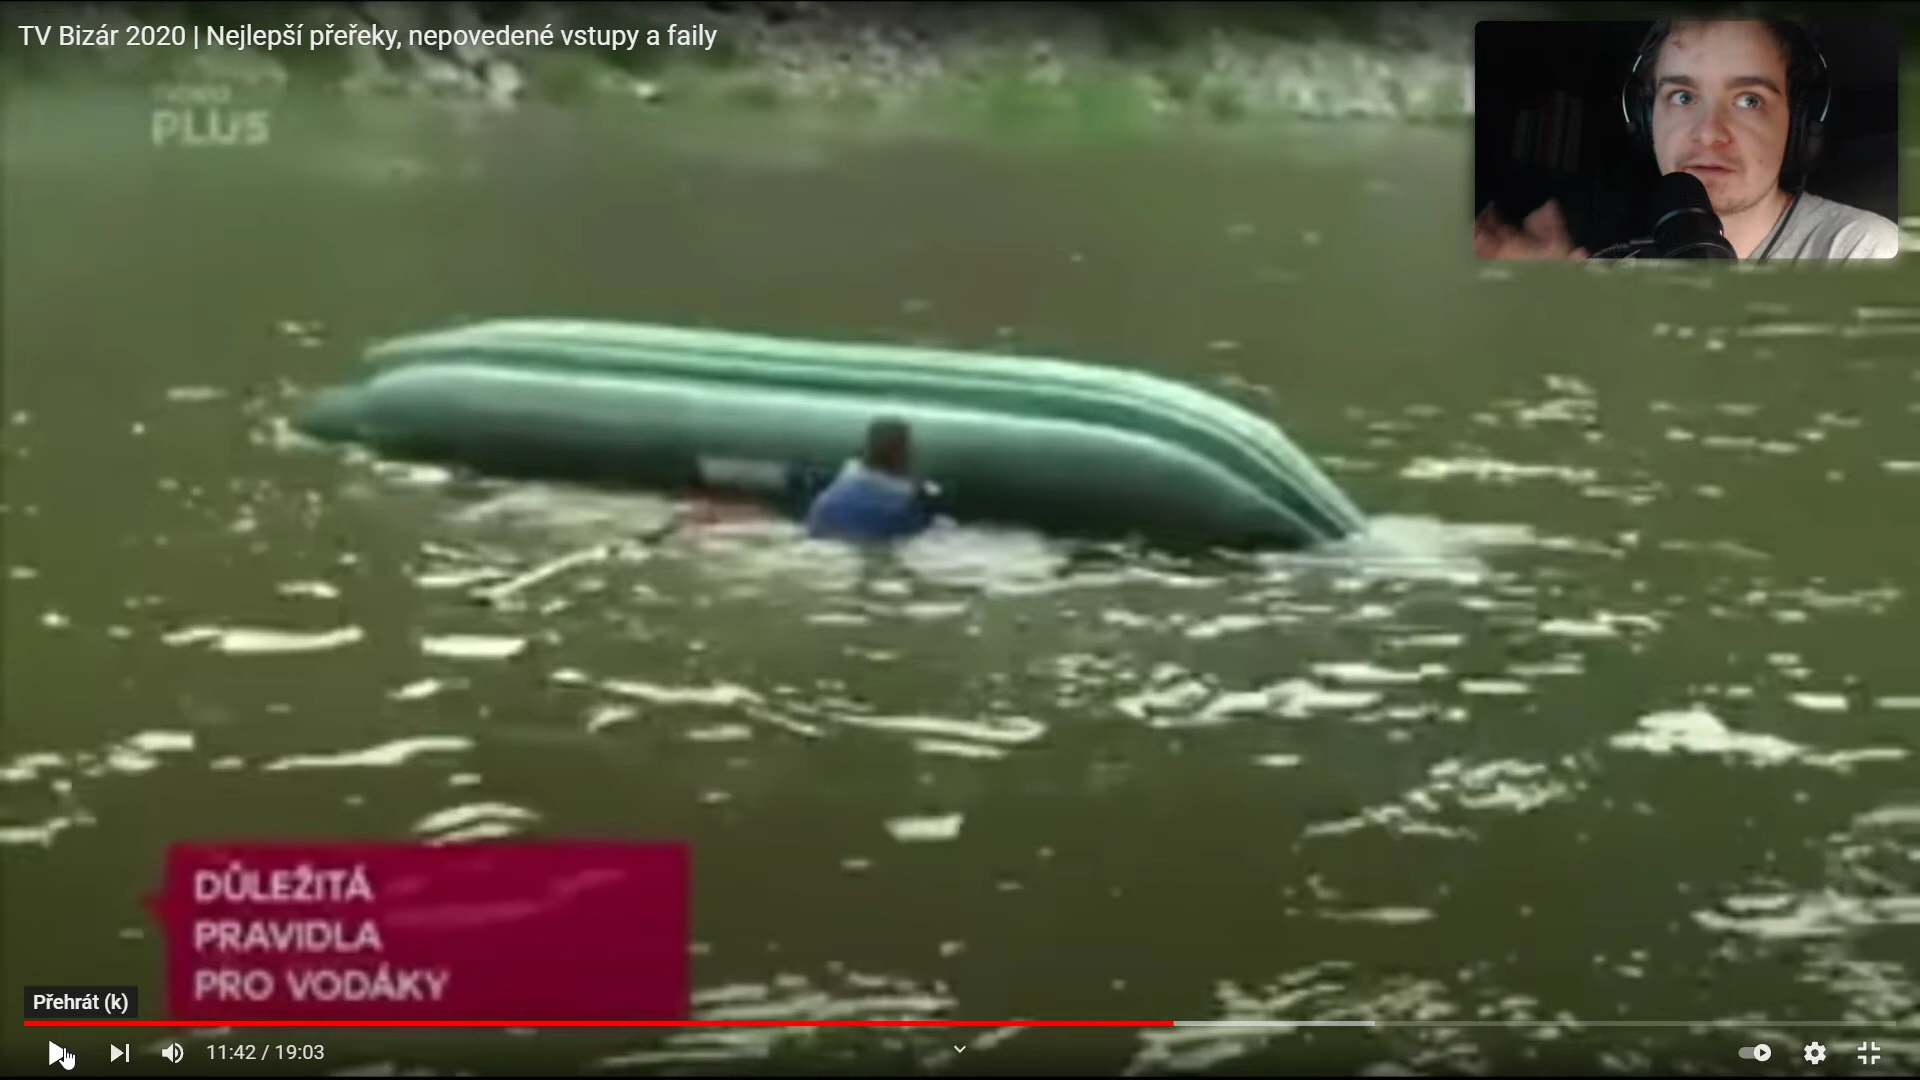 TV Bizár 2020 | Nejlepší přeřeky, nepovedené vstupy a faily
PLUS
DŮLEŽITÁ
PRAVIDLA
PRO VODÁKY
Přehrát (k)
11:42 / 19:03